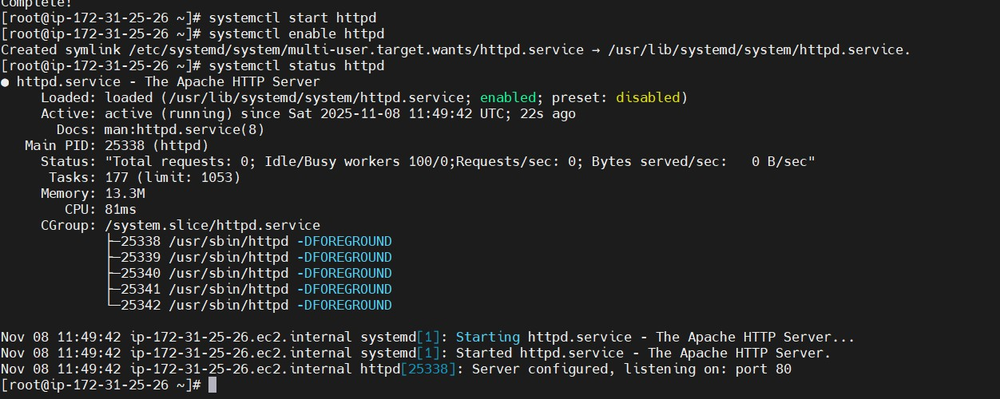 Complete!
[root@ip-172-31-25-26 ~]# systemctl start httpd
[root@ip-172-31-25-26 ~]# systemctl enable httpd
Created symlink /etc/systemd/system/multi-user.target.wants/httpd.service → /usr/lib/systemd/system/httpd.service.
[root@ip-172-31-25-26 ~]# systemctl status httpd
● httpd.service - The Apache HTTP Server
     Loaded: loaded (/usr/lib/systemd/system/httpd.service; enabled; preset: disabled)
     Active: active (running) since Sat 2025-11-08 11:49:42 UTC; 22s ago
       Docs: man:httpd.service(8)
   Main PID: 25338 (httpd)
     Status: "Total requests: 0; Idle/Busy workers 100/0;Requests/sec: 0; Bytes served/sec:   0 B/sec"
      Tasks: 177 (limit: 1053)
     Memory: 13.3M
        CPU: 81ms
     CGroup: /system.slice/httpd.service
             ├─25338 /usr/sbin/httpd -DFOREGROUND
             ├─25339 /usr/sbin/httpd -DFOREGROUND
             ├─25340 /usr/sbin/httpd -DFOREGROUND
             ├─25341 /usr/sbin/httpd -DFOREGROUND
             └─25342 /usr/sbin/httpd -DFOREGROUND
Nov 08 11:49:42 ip-172-31-25-26.ec2.internal systemd[1]: Starting httpd.service - The Apache HTTP Server...
Nov 08 11:49:42 ip-172-31-25-26.ec2.internal systemd[1]: Started httpd.service - The Apache HTTP Server.
Nov 08 11:49:42 ip-172-31-25-26.ec2.internal httpd[25338]: Server configured, listening on: port 80
[root@ip-172-31-25-26 ~]#